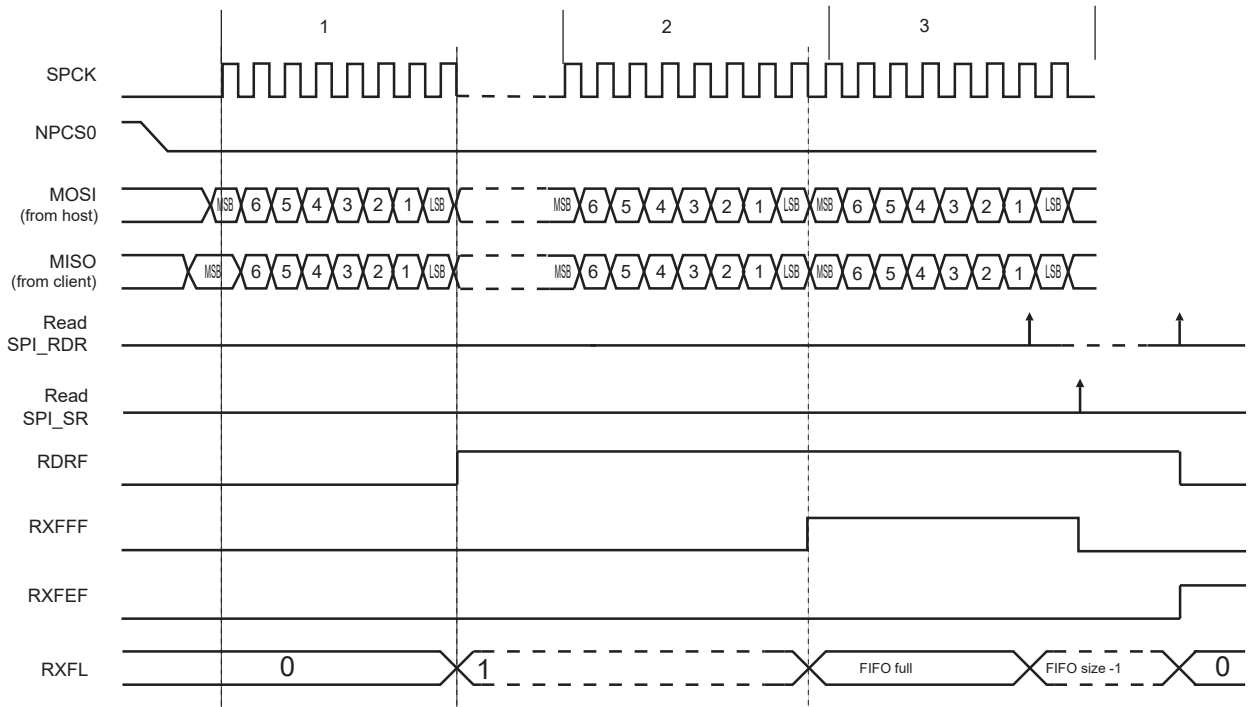 1 2 3
SPCK
NPCS0
MOSI
(from host)
MSB 6 5 4 3 2 1 LSB MSB 6 5 4 3 2 1 LSB MSB 6 5 4 3 2 1 LSB
MISO
(from client)
MSB 6 5 4 3 2 1 LSB MSB 6 5 4 3 2 1 LSB MSB 6 5 4 3 2 1 LSB
Read
SPI_RDR
Read
SPI_SR
RDRF
RXFFF
RXFEF
RXFL 0 1 FIFO full FIFO size -1 0